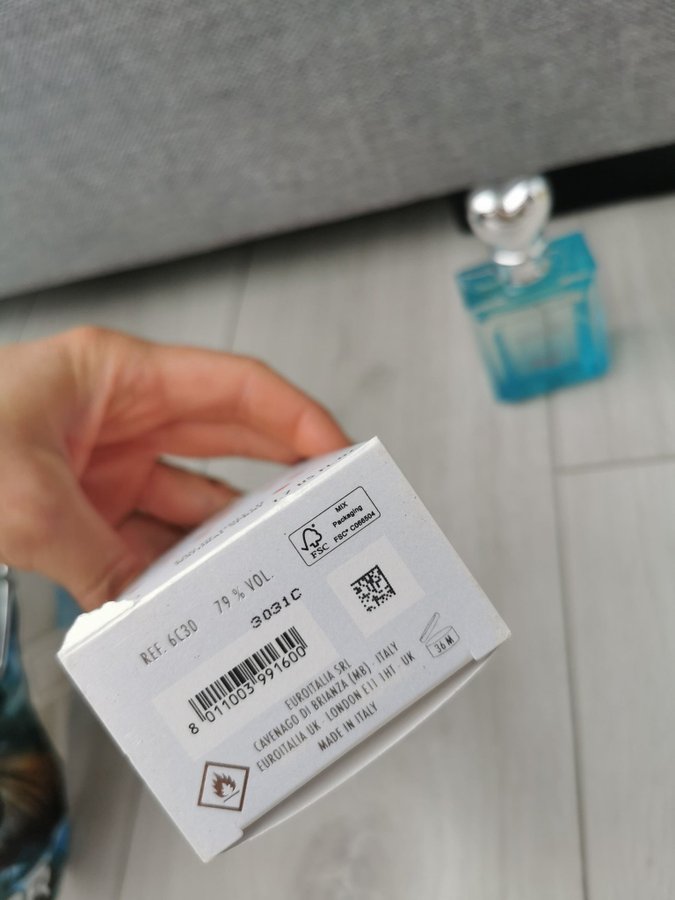 MIX
Packaging
FSC® C066504
FSC
REF. 6C30 79 % VOL.
3031C
8 011003 991600
EUROITALIA SRL
CAVENAGO DI BRIANZA (MB) · ITALY
EUROITALIA UK · LONDON E11 1HT · UK
MADE IN ITALY
36 M